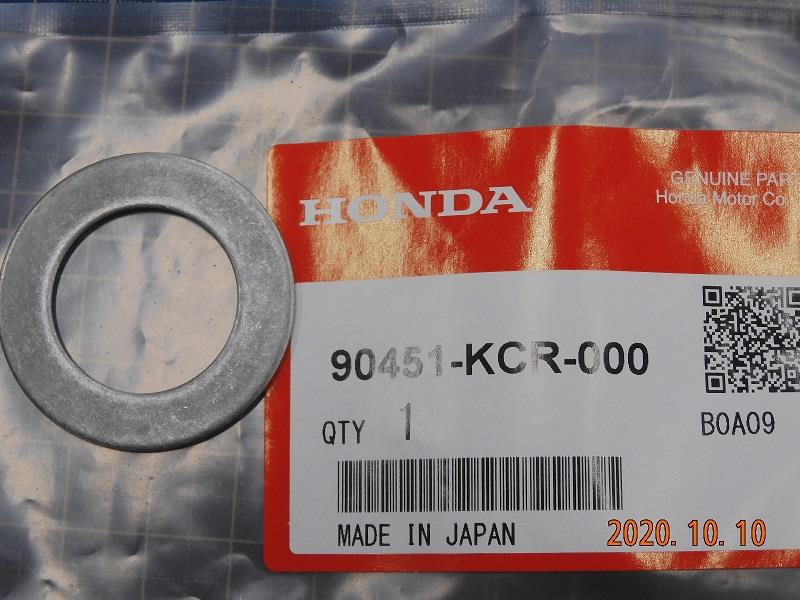 GENUINE PART
Honda Motor Co.
HONDA
90451-KCR-000
QTY 1
B0A09
MADE IN JAPAN
2020.10.10